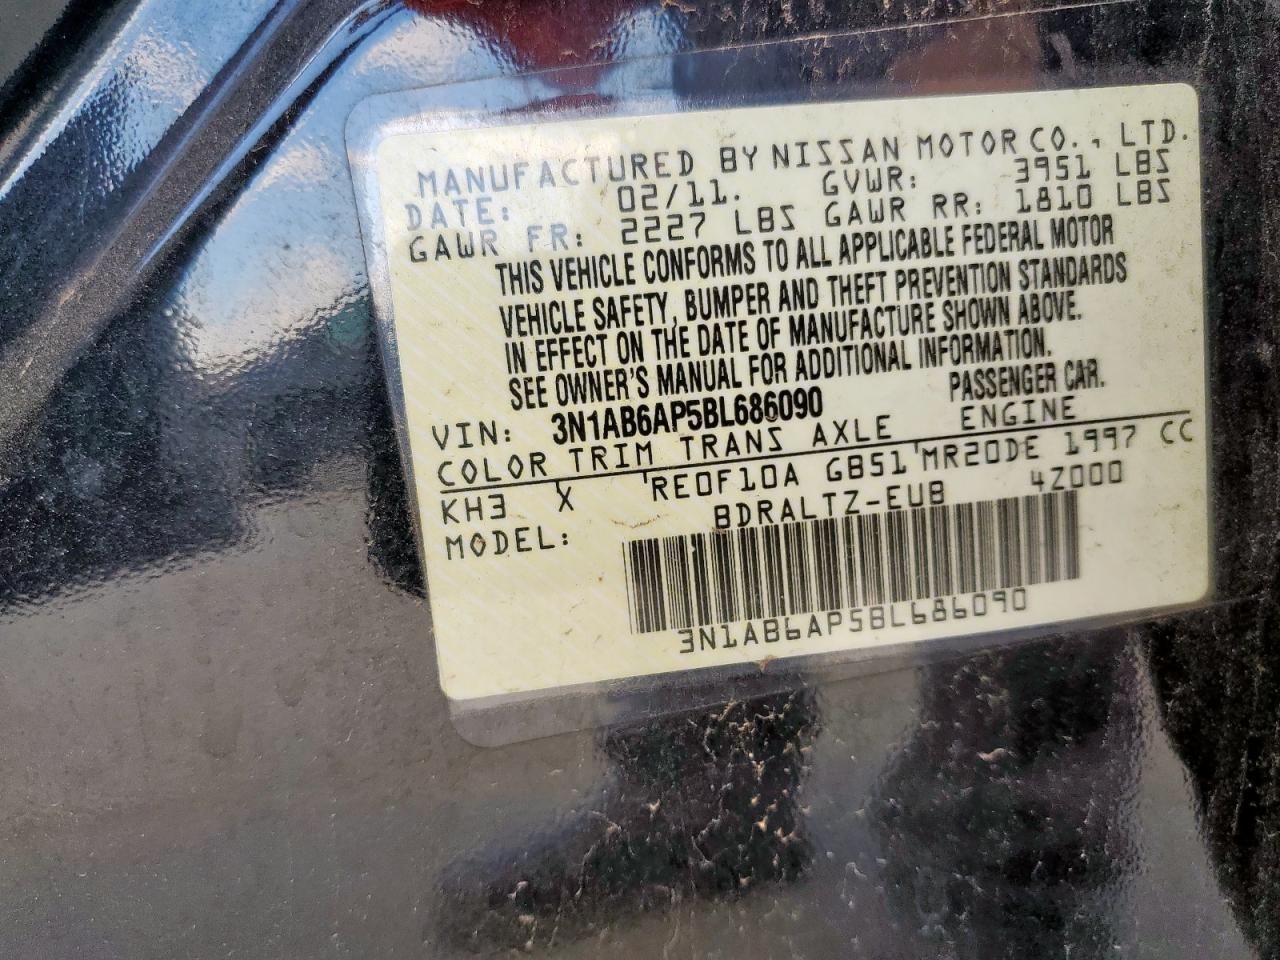 MANUFACTURED BY NISSAN MOTOR CO., LTD.
DATE: 02/11. GVWR: 3951 LBS
GAWR FR: 2227 LBS GAWR RR: 1810 LBS
THIS VEHICLE CONFORMS TO ALL APPLICABLE FEDERAL MOTOR
VEHICLE SAFETY, BUMPER AND THEFT PREVENTION STANDARDS
IN EFFECT ON THE DATE OF MANUFACTURE SHOWN ABOVE.
SEE OWNER'S MANUAL FOR ADDITIONAL INFORMATION.
VIN: 3N1AB6AP5BL686090 PASSENGER CAR.
COLOR TRIM TRANS AXLE ENGINE
KH3 X RE0F10A GB51 MR20DE 1997 CC
MODEL: BDRALTZ-EUB 4Z000
3N1AB6AP5BL686090